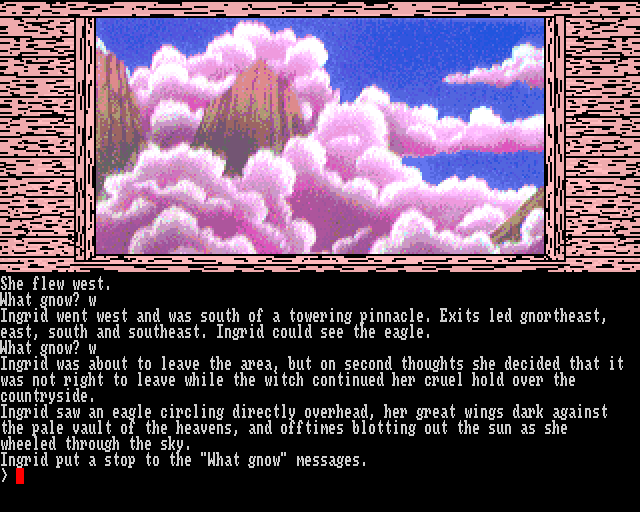 She flew west.
What gnow? w
Ingrid went west and was south of a towering pinnacle. Exits led gnortheast,
east, south and southeast. Ingrid could see the eagle.
What gnow? w
Ingrid was about to leave the area, but on second thoughts she decided that it
was not right to leave while the witch continued her cruel hold over the
countryside.
Ingrid saw an eagle circling directly overhead, her great wings dark against
the pale vault of the heavens, and offtimes blotting out the sun as she
wheeled through the sky.
Ingrid put a stop to the "What gnow" messages.
>